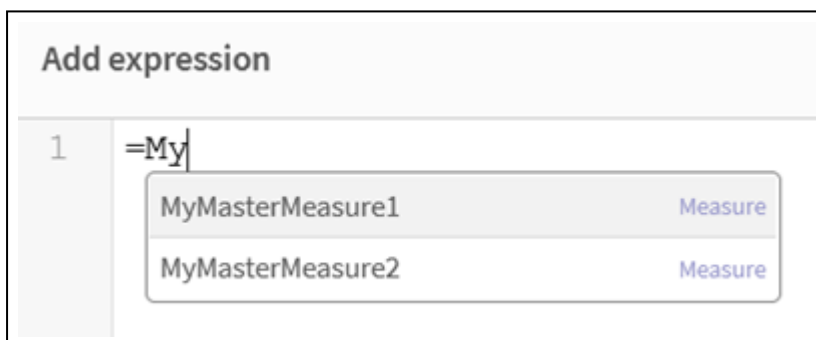 Add expression
1 =My
MyMasterMeasure1 Measure
MyMasterMeasure2 Measure